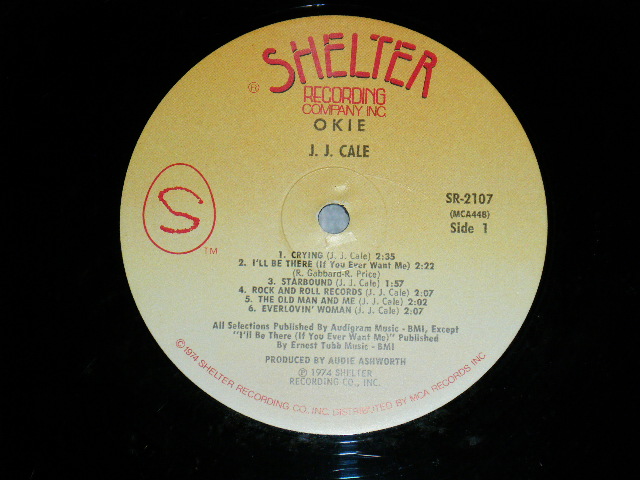 SHELTER
® RECORDING
COMPANY INC.
OKIE
J. J. CALE
SR-2107
(MCA448)
Side 1
S
TM
1. CRYING (J. J. Cale) 2:35
2. I'LL BE THERE (If You Ever Want Me) 2:22
(R. Gabbard-R. Price)
3. STARBOUND (J. J. Cale) 1:57
4. ROCK AND ROLL RECORDS (J. J. Cale) 2:07
5. THE OLD MAN AND ME (J. J. Cale) 2:02
6. EVERLOVIN' WOMAN (J. J. Cale) 2:07
All Selections Published By Audigram Music - BMI, Except
"I'll Be There (If You Ever Want Me)" Published
By Ernest Tubb Music - BMI
PRODUCED BY AUDIE ASHWORTH
℗ 1974 SHELTER
RECORDING CO., INC.
©1974 SHELTER RECORDING CO. INC. DISTRIBUTED BY MCA RECORDS INC